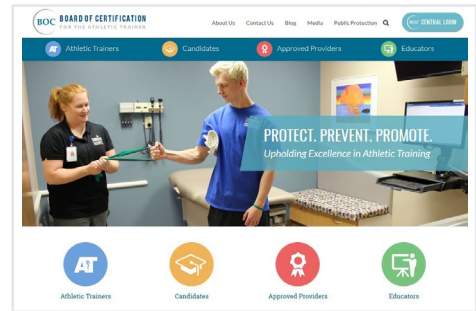 BOC BOARD OF CERTIFICATION
FOR THE ATHLETIC TRAINER
About Us Contact Us Blog Media Public Protection BOC CENTRAL LOGIN
AT Athletic Trainers Candidates Approved Providers Educators
PROTECT. PREVENT. PROMOTE.
Upholding Excellence in Athletic Training
AT
Athletic Trainers Candidates Approved Providers Educators